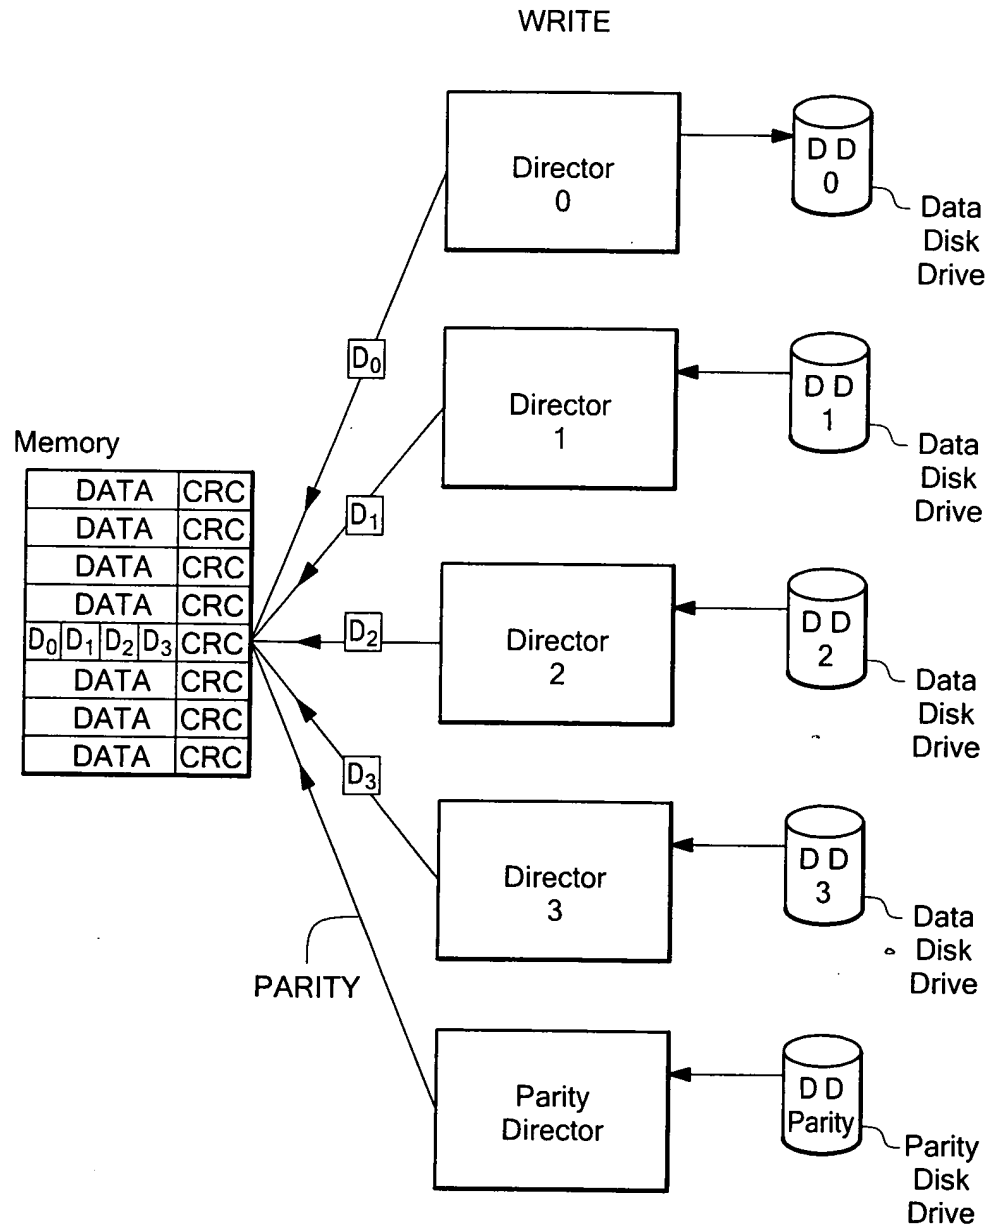 WRITE
Director
0
D D
0
Data
Disk
Drive
D₀
Director
1
D D
1
Data
Disk
Drive
Memory
D₁
DATA CRC
DATA CRC
DATA CRC
DATA CRC
D₀ D₁ D₂ D₃ CRC
DATA CRC
DATA CRC
DATA CRC
D₂
Director
2
D D
2
Data
Disk
Drive
D₃
Director
3
D D
3
Data
Disk
Drive
PARITY
Parity
Director
D D
Parity
Parity
Disk
Drive